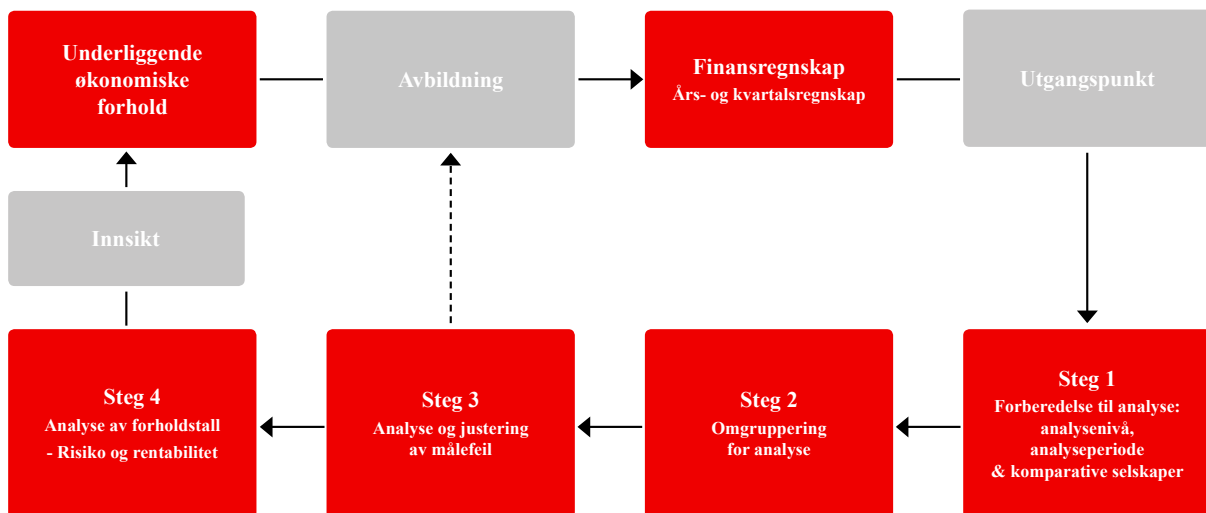 Underliggende
økonomiske
forhold
Avbildning
Finansregnskap
Års- og kvartalsregnskap
Utgangspunkt
Innsikt
Steg 4
Analyse av forholdstall
- Risiko og rentabilitet
Steg 3
Analyse og justering
av målefeil
Steg 2
Omgruppering
for analyse
Steg 1
Forberedelse til analyse:
analysenivå,
analyseperiode
& komparative selskaper